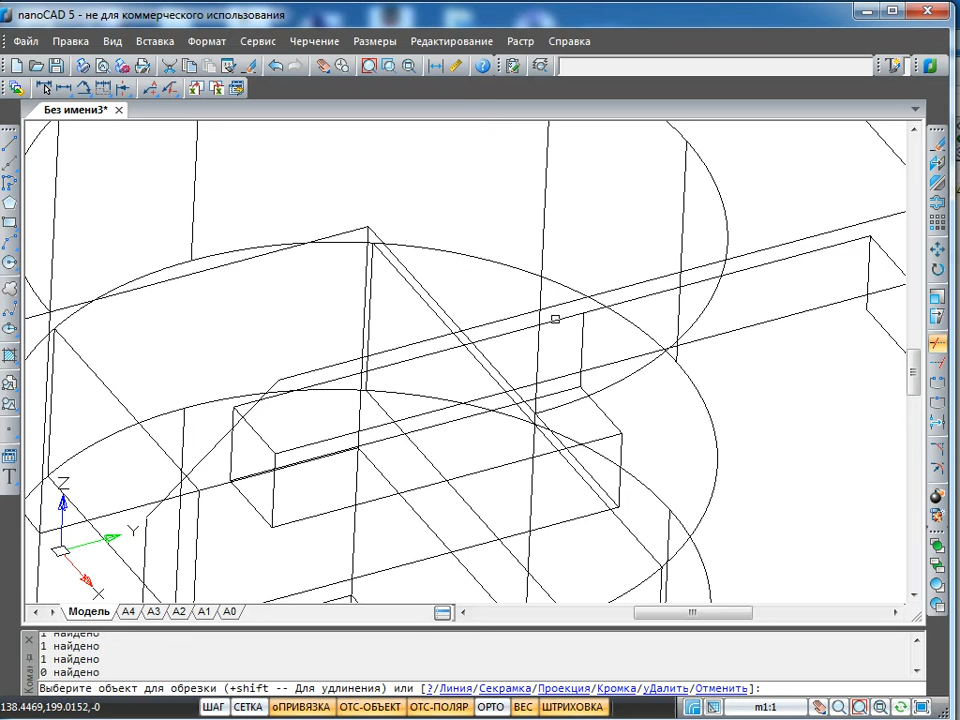 nanoCAD 5 - не для коммерческого использования
Файл Правка Вид Вставка Формат Сервис Черчение Размеры Редактирование Растр Справка
Без имени3*
Z
Y
X
Модель A4 A3 A2 A1 A0
1 найдено
1 найдено
1 найдено
0 найдено
Выберите объект для обрезки (+shift -- Для удлинения) или [?/Линия/Секрамка/Проекция/Кромка/уДалить/Отменить]:
138.4469,199.0152,-0 ШАГ СЕТКА оПРИВЯЗКА ОТС-ОБЪЕКТ ОТС-ПОЛЯР ОРТО ВЕС ШТРИХОВКА m1:1